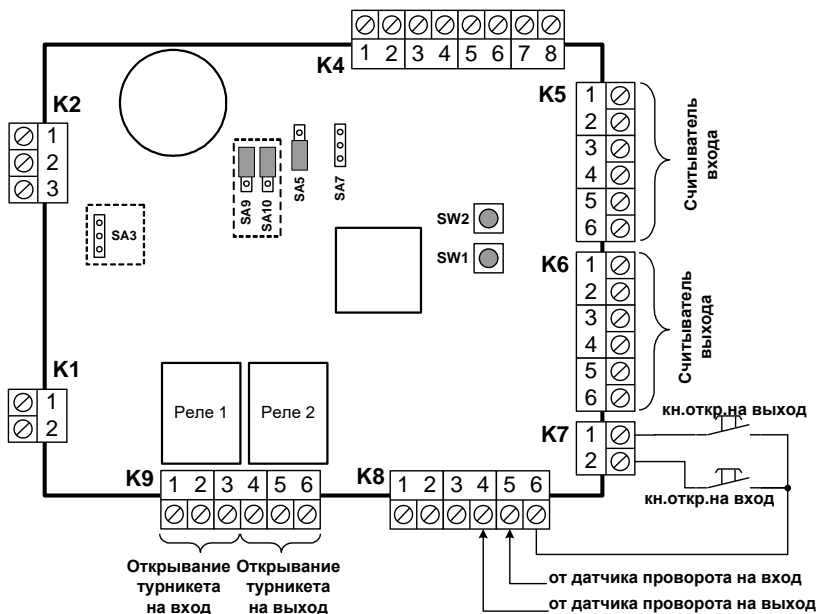 K4
1 2 3 4 5 6 7 8
K2
1
2
3
SA3
SA9
SA10
SA5
SA7
SW2
SW1
K5
1
2
3
4
5
6
Считыватель
входа
K6
1
2
3
4
5
6
Считыватель
выхода
K1
1
2
Реле 1
Реле 2
K7
1
2
кн.откр.на выход
кн.откр.на вход
K9
1 2 3 4 5 6
K8
1 2 3 4 5 6
Открывание
турникета
на вход
Открывание
турникета
на выход
от датчика проворота на вход
от датчика проворота на выход